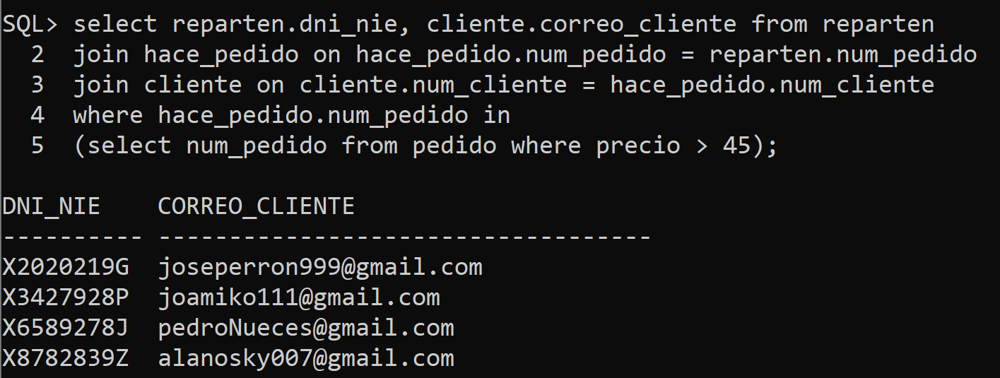 SQL> select reparten.dni_nie, cliente.correo_cliente from reparten
  2  join hace_pedido on hace_pedido.num_pedido = reparten.num_pedido
  3  join cliente on cliente.num_cliente = hace_pedido.num_cliente
  4  where hace_pedido.num_pedido in
  5  (select num_pedido from pedido where precio > 45);
DNI_NIE    CORREO_CLIENTE
---------- -----------------------------------
X2020219G  joseperron999@gmail.com
X3427928P  joamiko111@gmail.com
X6589278J  pedroNueces@gmail.com
X8782839Z  alanosky007@gmail.com